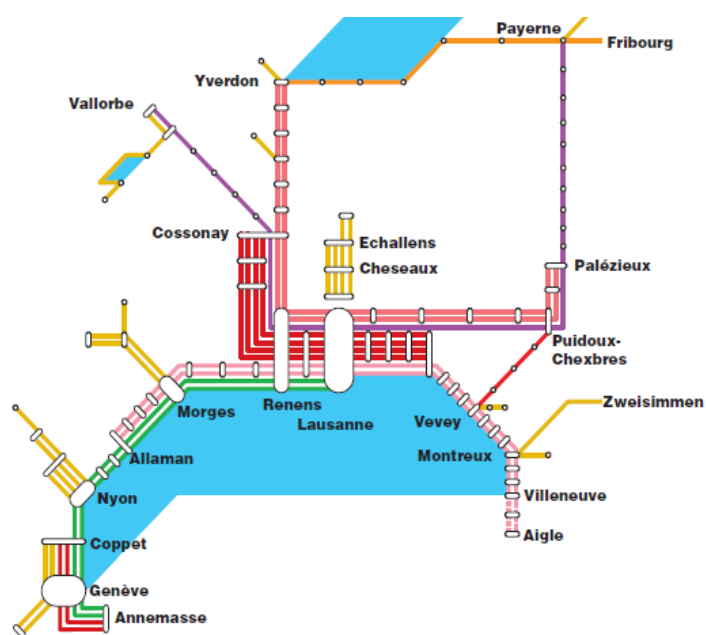 Payerne
Fribourg
Yverdon
Vallorbe
Cossonay
Echallens
Cheseaux
Palézieux
Puidoux-
Chexbres
Morges
Renens
Lausanne
Vevey
Zweisimmen
Allaman
Montreux
Nyon
Villeneuve
Aigle
Coppet
Genève
Annemasse